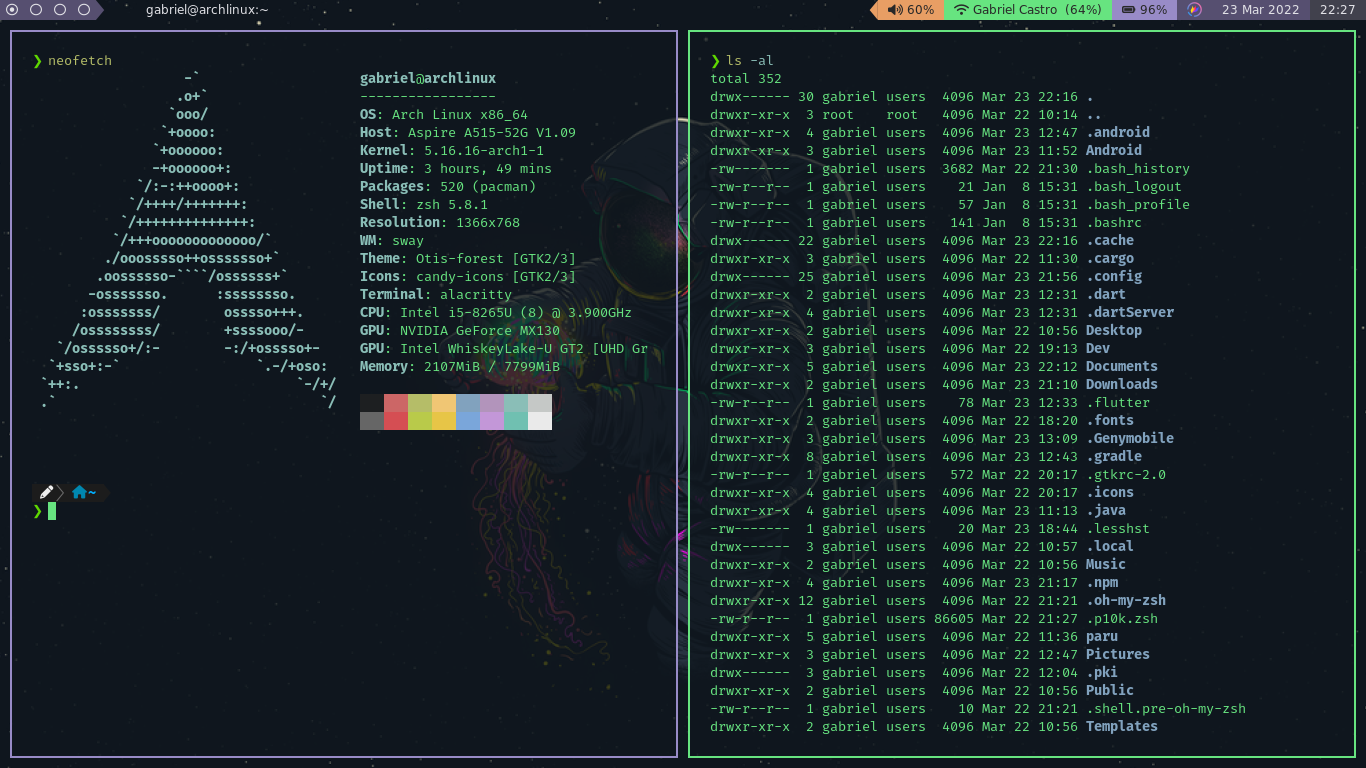 gabriel@archlinux:~
60%
Gabriel Castro (64%)
96%
23 Mar 2022
22:27
❯ neofetch
-`
.o+`
`ooo/
`+oooo:
`+oooooo:
-+oooooo+:
`/:-:++oooo+:
`/++++/+++++++:
`/++++++++++++++:
`/+++ooooooooooooo/`
./ooosssso++osssssso+`
.oossssso-````/ossssss+`
-osssssso.      :ssssssso.
:osssssss/        osssso+++.
/ossssssss/        +ssssooo/-
`/ossssso+/:-        -:/+osssso+-
`+sso+:-`                 `.-/+oso:
`++:.                           `-/+/
.`                                 `/
gabriel@archlinux
-----------------
OS: Arch Linux x86_64
Host: Aspire A515-52G V1.09
Kernel: 5.16.16-arch1-1
Uptime: 3 hours, 49 mins
Packages: 520 (pacman)
Shell: zsh 5.8.1
Resolution: 1366x768
WM: sway
Theme: Otis-forest [GTK2/3]
Icons: candy-icons [GTK2/3]
Terminal: alacritty
CPU: Intel i5-8265U (8) @ 3.900GHz
GPU: NVIDIA GeForce MX130
GPU: Intel WhiskeyLake-U GT2 [UHD Gr
Memory: 2107MiB / 7799MiB
~
❯
❯ ls -al
total 352
drwx------ 30 gabriel users  4096 Mar 23 22:16 .
drwxr-xr-x  3 root    root   4096 Mar 22 10:14 ..
drwxr-xr-x  4 gabriel users  4096 Mar 23 12:47 .android
drwxr-xr-x  3 gabriel users  4096 Mar 23 11:52 Android
-rw-------  1 gabriel users  3682 Mar 22 21:30 .bash_history
-rw-r--r--  1 gabriel users    21 Jan  8 15:31 .bash_logout
-rw-r--r--  1 gabriel users    57 Jan  8 15:31 .bash_profile
-rw-r--r--  1 gabriel users   141 Jan  8 15:31 .bashrc
drwx------ 22 gabriel users  4096 Mar 23 22:16 .cache
drwxr-xr-x  3 gabriel users  4096 Mar 22 11:30 .cargo
drwx------ 25 gabriel users  4096 Mar 23 21:56 .config
drwxr-xr-x  2 gabriel users  4096 Mar 23 12:31 .dart
drwxr-xr-x  4 gabriel users  4096 Mar 23 12:31 .dartServer
drwxr-xr-x  2 gabriel users  4096 Mar 22 10:56 Desktop
drwxr-xr-x  3 gabriel users  4096 Mar 22 19:13 Dev
drwxr-xr-x  5 gabriel users  4096 Mar 23 22:12 Documents
drwxr-xr-x  2 gabriel users  4096 Mar 23 21:10 Downloads
-rw-r--r--  1 gabriel users    78 Mar 23 12:33 .flutter
drwxr-xr-x  2 gabriel users  4096 Mar 22 18:20 .fonts
drwxr-xr-x  3 gabriel users  4096 Mar 23 13:09 .Genymobile
drwxr-xr-x  8 gabriel users  4096 Mar 23 12:43 .gradle
-rw-r--r--  1 gabriel users   572 Mar 22 20:17 .gtkrc-2.0
drwxr-xr-x  4 gabriel users  4096 Mar 22 20:17 .icons
drwxr-xr-x  4 gabriel users  4096 Mar 23 11:13 .java
-rw-------  1 gabriel users    20 Mar 23 18:44 .lesshst
drwx------  3 gabriel users  4096 Mar 22 10:57 .local
drwxr-xr-x  2 gabriel users  4096 Mar 22 10:56 Music
drwxr-xr-x  4 gabriel users  4096 Mar 23 21:17 .npm
drwxr-xr-x 12 gabriel users  4096 Mar 22 21:21 .oh-my-zsh
-rw-r--r--  1 gabriel users 86605 Mar 22 21:27 .p10k.zsh
drwxr-xr-x  5 gabriel users  4096 Mar 22 11:36 paru
drwxr-xr-x  3 gabriel users  4096 Mar 22 12:47 Pictures
drwx------  3 gabriel users  4096 Mar 22 12:04 .pki
drwxr-xr-x  2 gabriel users  4096 Mar 22 10:56 Public
-rw-r--r--  1 gabriel users    10 Mar 22 21:21 .shell.pre-oh-my-zsh
drwxr-xr-x  2 gabriel users  4096 Mar 22 10:56 Templates